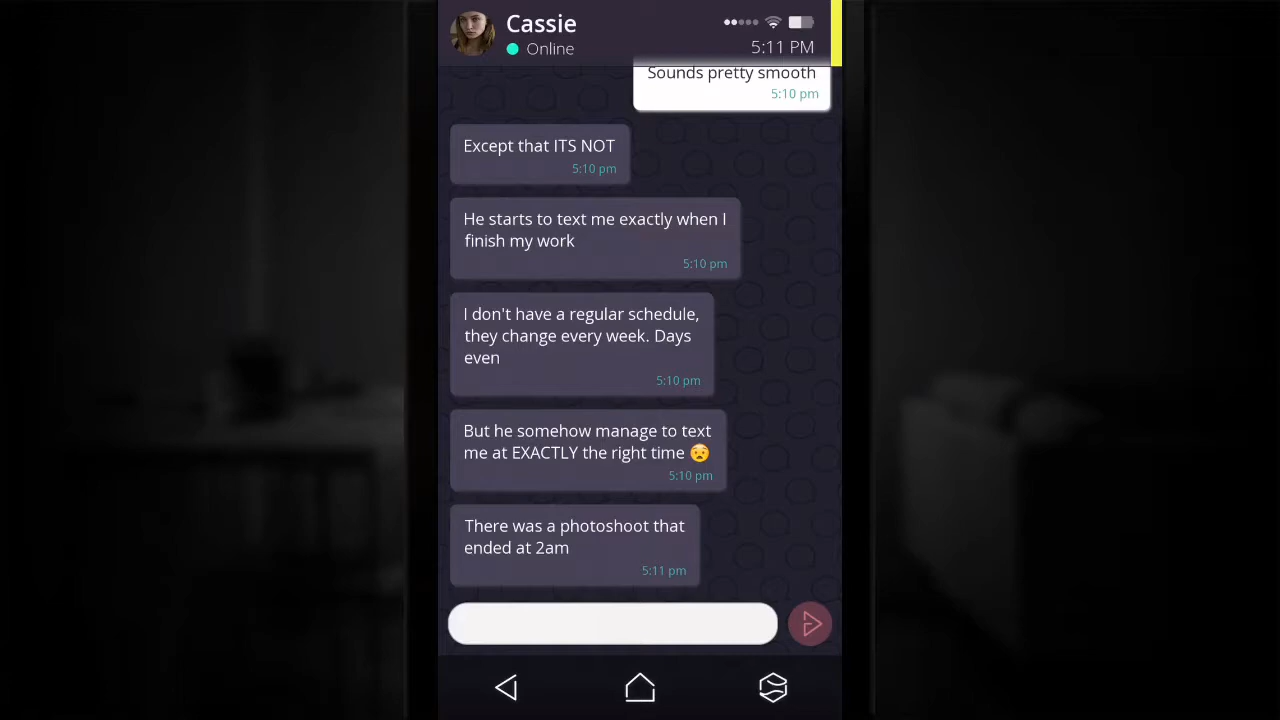 Cassie
Online
5:11 PM
Sounds pretty smooth
5:10 pm
Except that ITS NOT
5:10 pm
He starts to text me exactly when I
finish my work
5:10 pm
I don't have a regular schedule,
they change every week. Days
even
5:10 pm
But he somehow manage to text
me at EXACTLY the right time 😟
5:10 pm
There was a photoshoot that
ended at 2am
5:11 pm